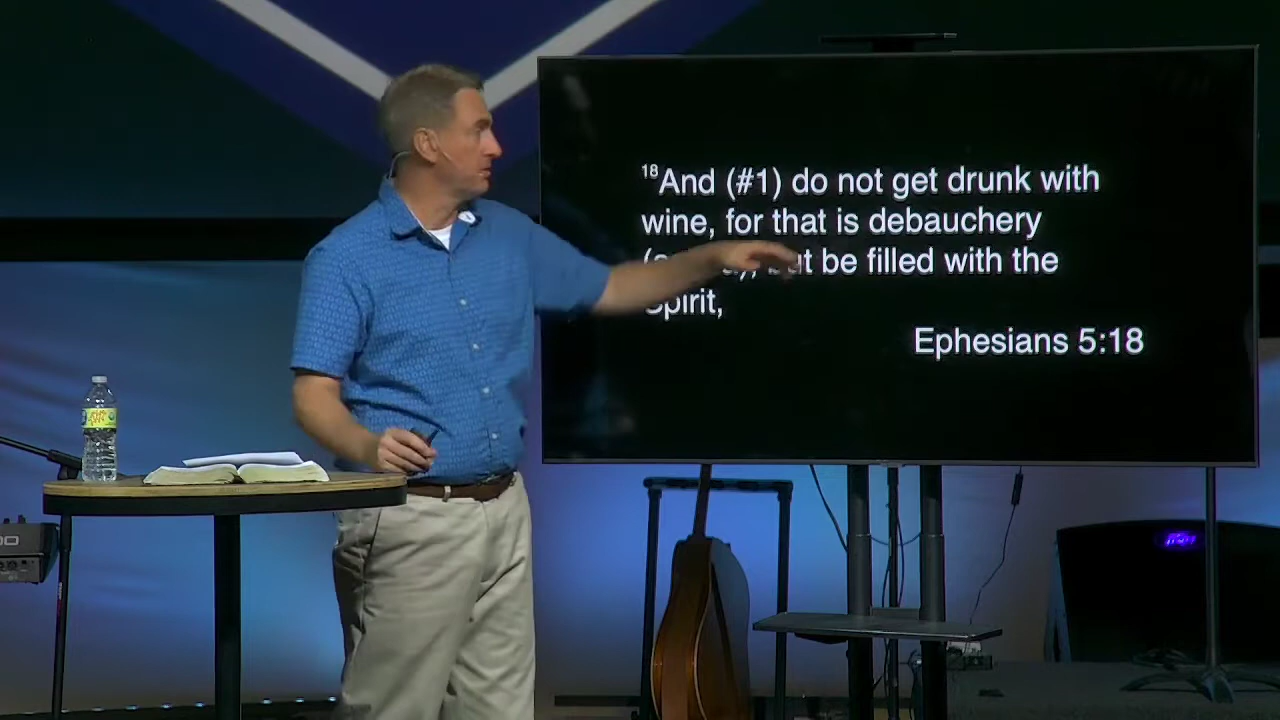 18And (#1) do not get drunk with
wine, for that is debauchery
but be filled with the
Spirit,
Ephesians 5:18